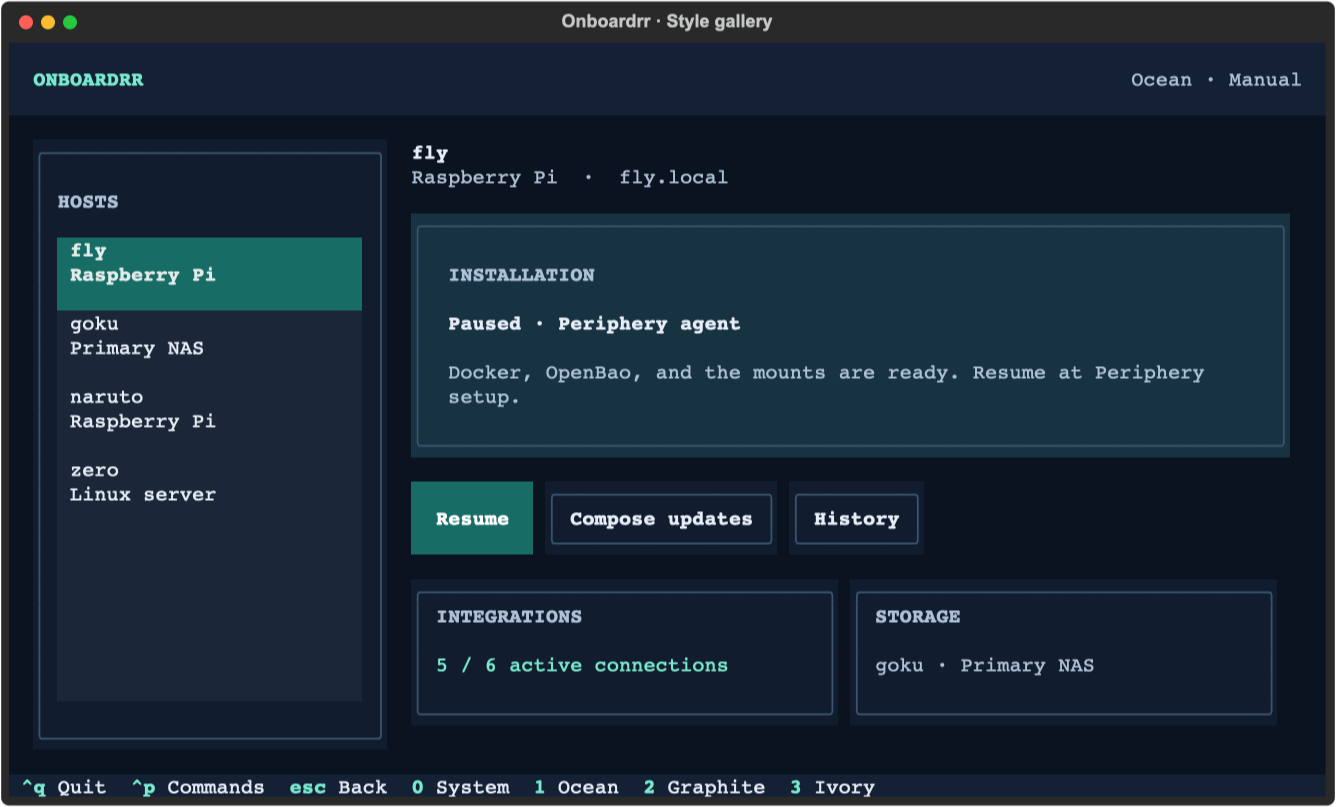 Onboardrr · Style gallery
ONBOARDRR
Ocean · Manual
HOSTS
fly
Raspberry Pi
goku
Primary NAS
naruto
Raspberry Pi
zero
Linux server
fly
Raspberry Pi · fly.local
INSTALLATION
Paused · Periphery agent
Docker, OpenBao, and the mounts are ready. Resume at Periphery
setup.
Resume
Compose updates
History
INTEGRATIONS
5 / 6 active connections
STORAGE
goku · Primary NAS
^q Quit ^p Commands esc Back 0 System 1 Ocean 2 Graphite 3 Ivory